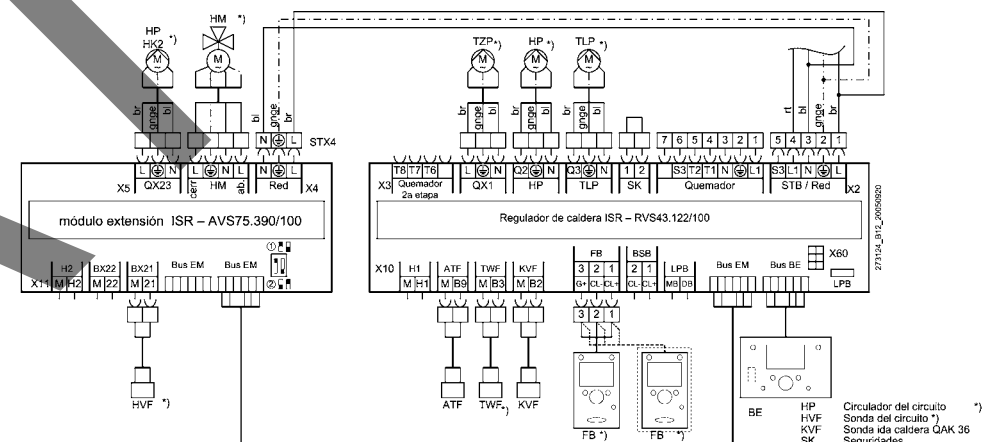 HM *)
HP
HK2 *)
M
~
M
~
TZP *)
HP *)
TLP *)
M
~
M
~
M
~
br
gnge
bl
bl
gnge
br
br
gnge
bl
br
gnge
bl
br
gnge
bl
rt
bl
gnge
br
N L STX4
7 6 5 4 3 2 1
5 4 3 2 1
X5 L N
QX23
L N L
cerr HM ab.
N L
Red X4
X3 T8 T7 T6
Quemador
2a etapa
L N
QX1
Q2 N
HP
Q3 N
TLP
1 2
SK
S3 T2 T1 N L1
Quemador
S3 L1 N L
STB / Red X2
módulo extensión ISR – AVS75.390/100
Regulador de caldera ISR – RVS43.122/100
273124_B12_20050920
1
2
X11 H2
M H2
BX22
M 22
BX21
M 21
Bus EM
Bus EM
X10 H1
M H1
ATF
M B9
TWF
M B3
KVF
M B2
FB
3 2 1
G+ CL- CL+
BSB
2 1
CL- CL+
LPB
MB DB
Bus EM
Bus BE
X60
LPB
3 2 1
HVF *)
ATF
TWF *)
KVF
FB *)
FB *)
BE
HP Circulador del circuito *)
HVF Sonda del circuito *)
KVF Sonda ida caldera QAK 36
SK Seguridades